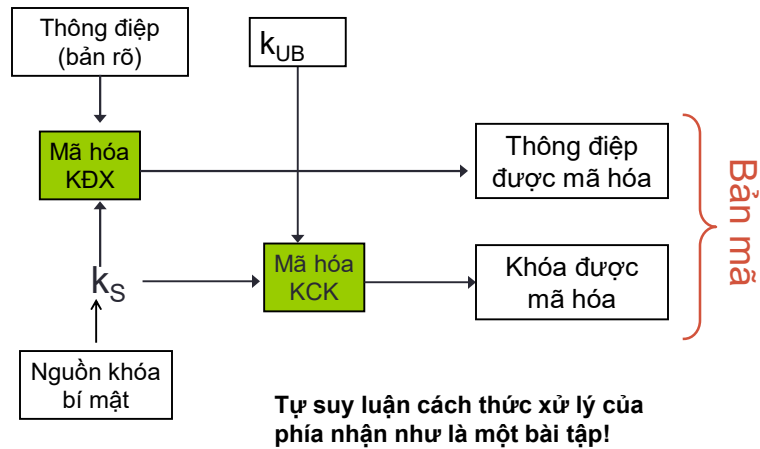 Thông điệp
(bản rõ)
kUB
Mã hóa
KĐX
Thông điệp
được mã hóa
Bản mã
kS
Mã hóa
KCK
Khóa được
mã hóa
Nguồn khóa
bí mật
Tự suy luận cách thức xử lý của
phía nhận như là một bài tập!